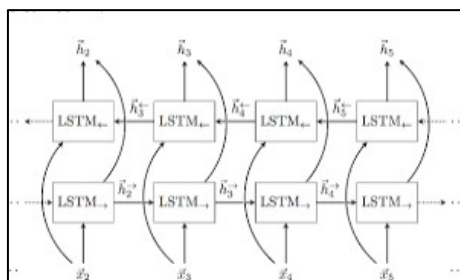 h⃗2 h⃗3 h⃗4 h⃗5
LSTM← h⃗3← LSTM← h⃗4← LSTM← h⃗5← LSTM←
LSTM→ h⃗2→ LSTM→ h⃗3→ LSTM→ h⃗4→ LSTM→
x⃗2 x⃗3 x⃗4 x⃗5